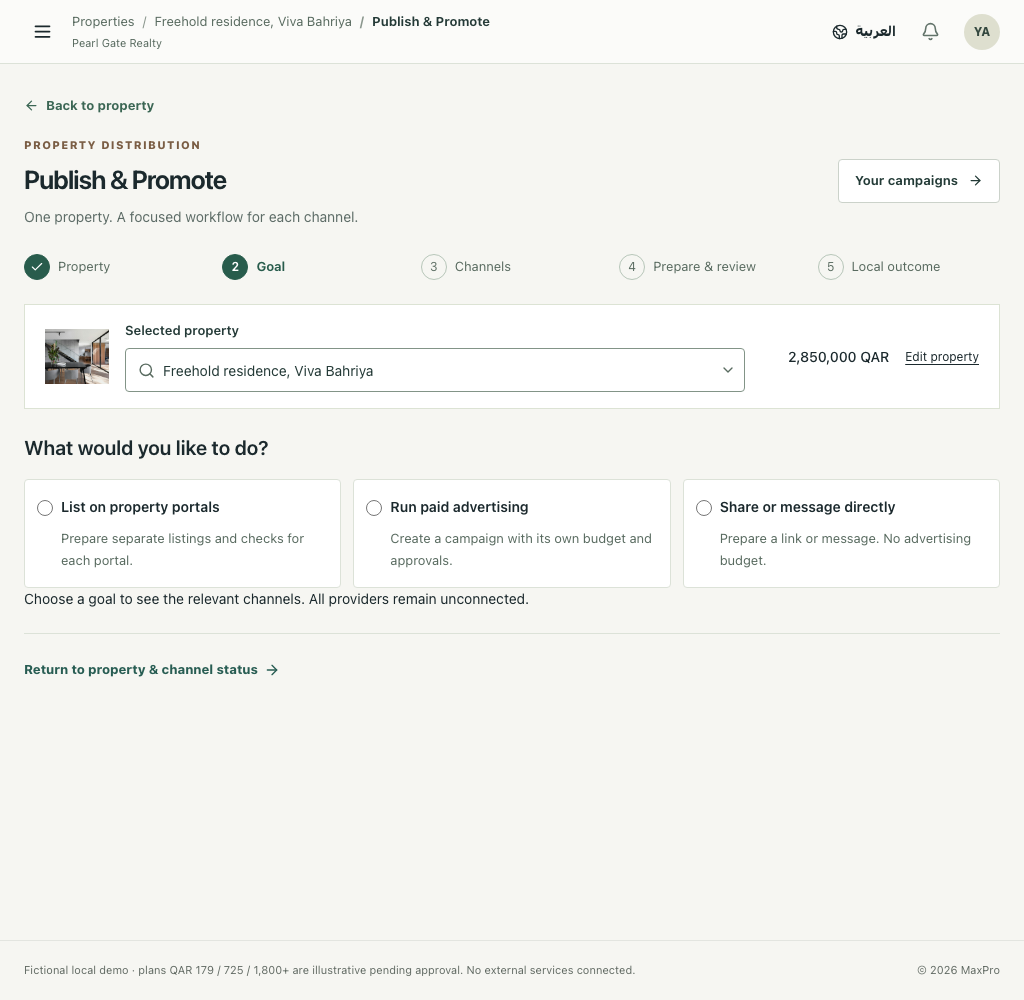 Properties / Freehold residence, Viva Bahriya / Publish & Promote
Pearl Gate Realty
العربية
YA
Back to property
PROPERTY DISTRIBUTION
Publish & Promote
One property. A focused workflow for each channel.
Your campaigns
Property
2 Goal
3 Channels
4 Prepare & review
5 Local outcome
Selected property
Freehold residence, Viva Bahriya
2,850,000 QAR
Edit property
What would you like to do?
List on property portals
Prepare separate listings and checks for
each portal.
Run paid advertising
Create a campaign with its own budget and
approvals.
Share or message directly
Prepare a link or message. No advertising
budget.
Choose a goal to see the relevant channels. All providers remain unconnected.
Return to property & channel status
Fictional local demo · plans QAR 179 / 725 / 1,800+ are illustrative pending approval. No external services connected.
© 2026 MaxPro